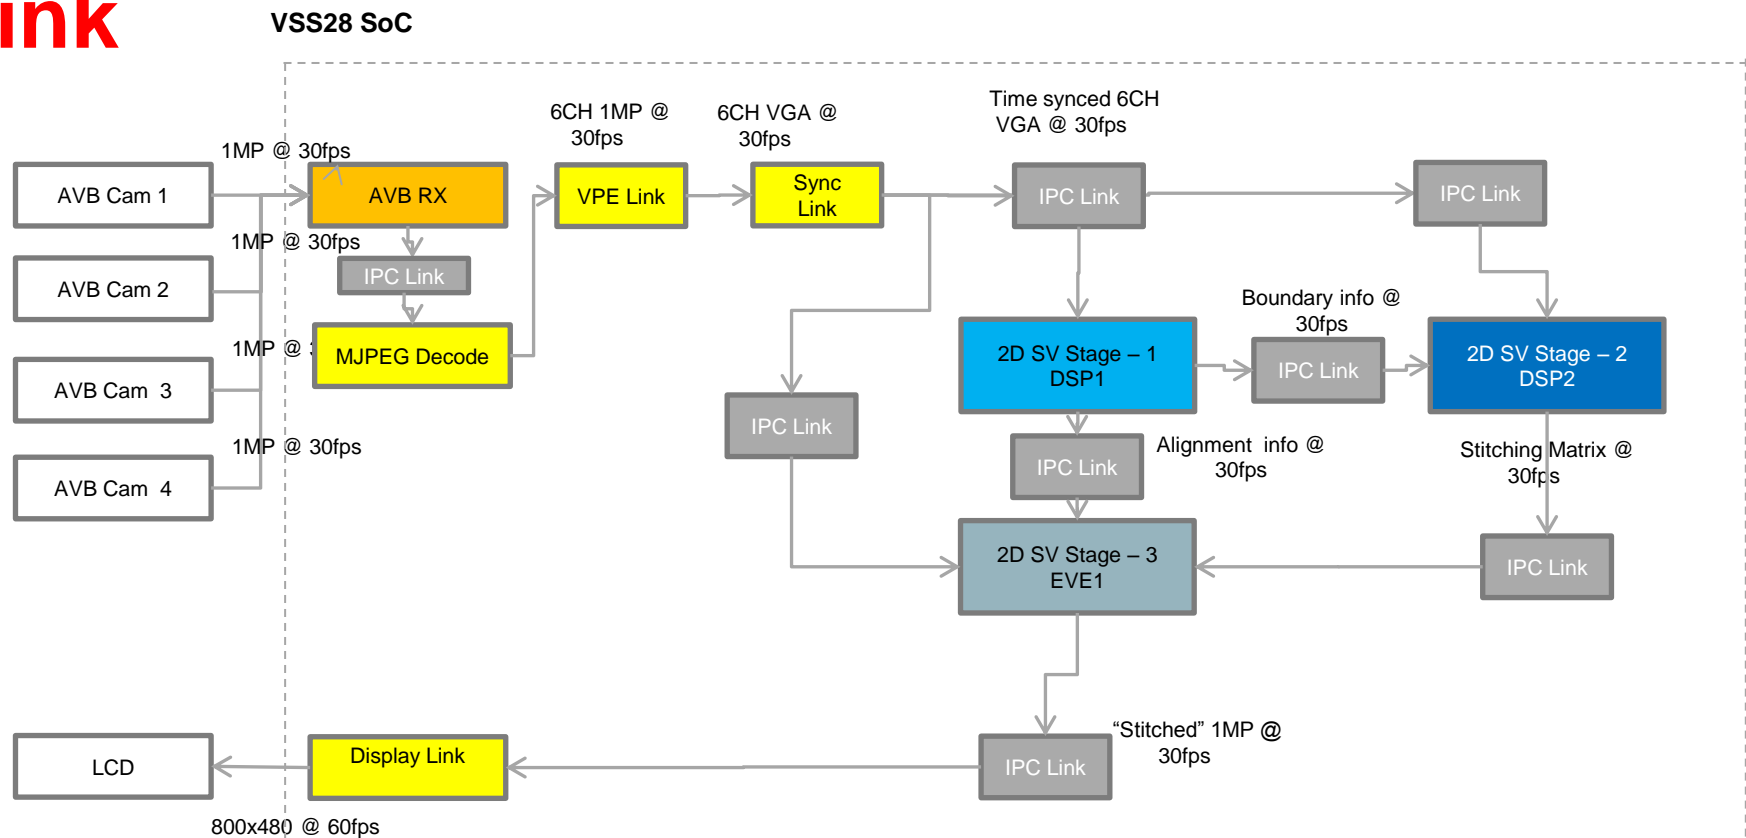 ink
VSS28 SoC
6CH 1MP @
30fps
6CH VGA @
30fps
Time synced 6CH
VGA @ 30fps
1MP @ 30fps
AVB Cam 1
AVB RX
VPE Link
Sync
Link
IPC Link
IPC Link
1MP @ 30fps
AVB Cam 2
IPC Link
Boundary info @
30fps
1MP @ 3
MJPEG Decode
2D SV Stage – 1
DSP1
IPC Link
2D SV Stage – 2
DSP2
AVB Cam 3
IPC Link
1MP @ 30fps
Alignment info @
30fps
Stitching Matrix @
30fps
IPC Link
AVB Cam 4
2D SV Stage – 3
EVE1
IPC Link
“Stitched” 1MP @
30fps
LCD
Display Link
IPC Link
800x480 @ 60fps